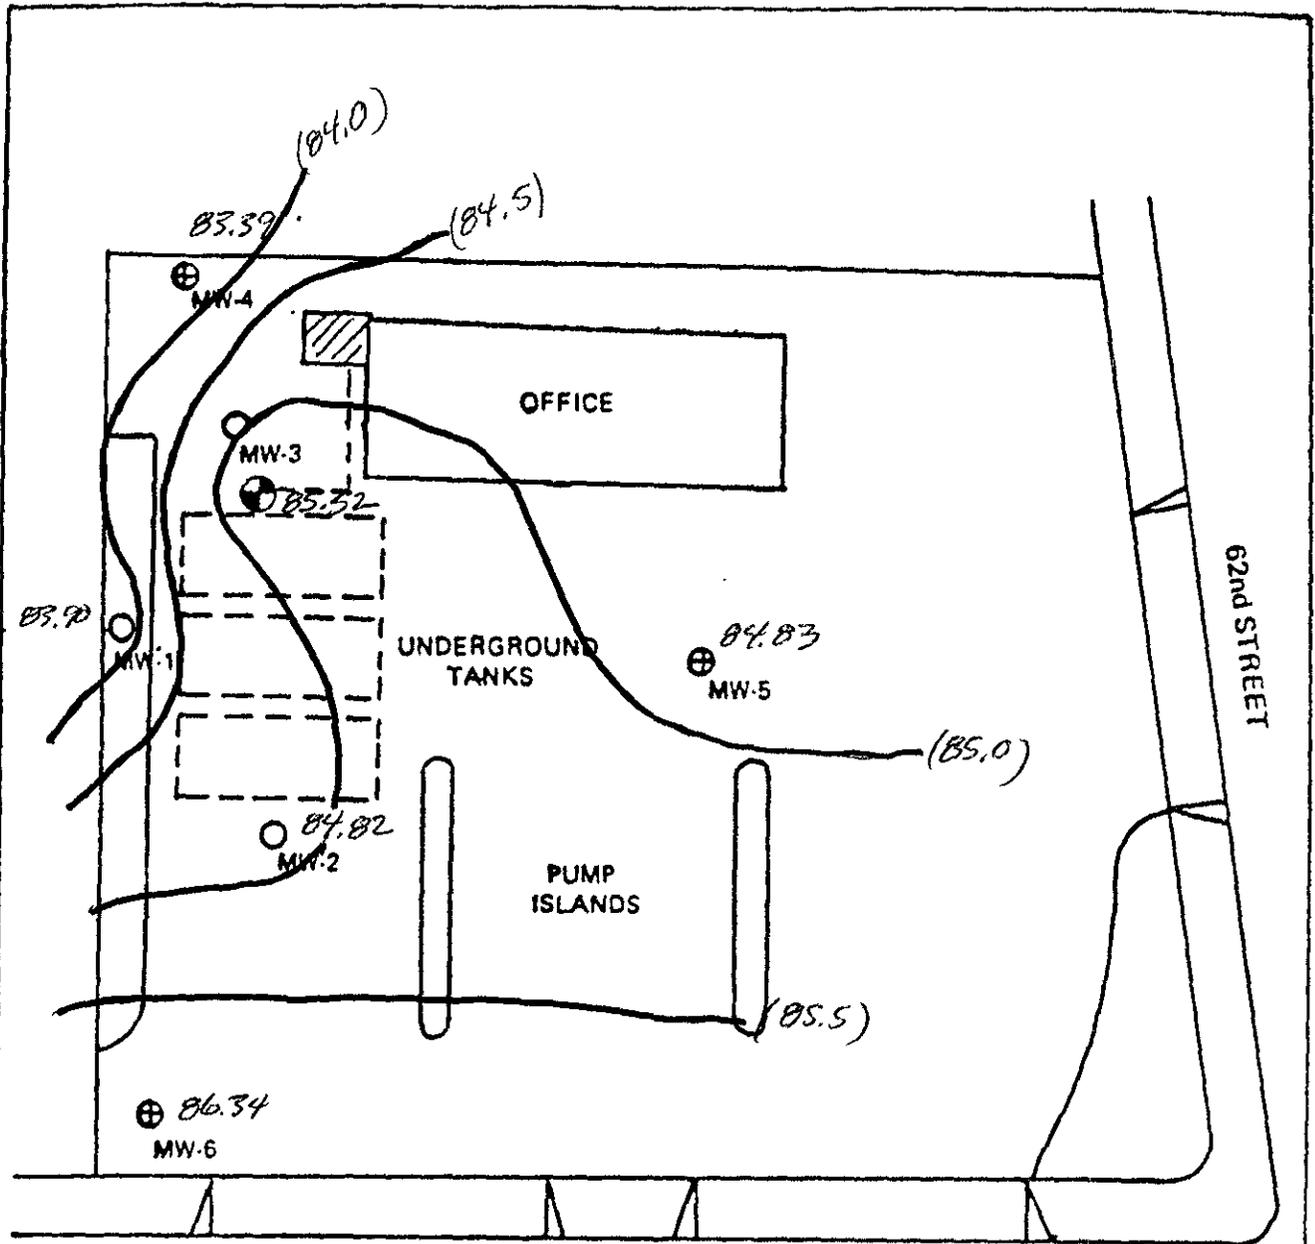 (84.0)
(84.5)
83.39
MW-4
OFFICE
MW-3
85.32
83.90
MW-1
UNDERGROUND
TANKS
84.83
MW-5
62nd STREET
(85.0)
84.82
MW-2
PUMP
ISLANDS
(85.5)
86.34
MW-6